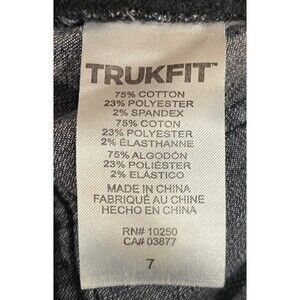 TRUKFIT™
75% COTTON
23% POLYESTER
2% SPANDEX
75% COTON
23% POLYESTER
2% ÉLASTHANNE
75% ALGODÓN
23% POLIÉSTER
2% ELÁSTICO
MADE IN CHINA
FABRIQUÉ AU CHINE
HECHO EN CHINA
RN# 10250
CA# 03877
7